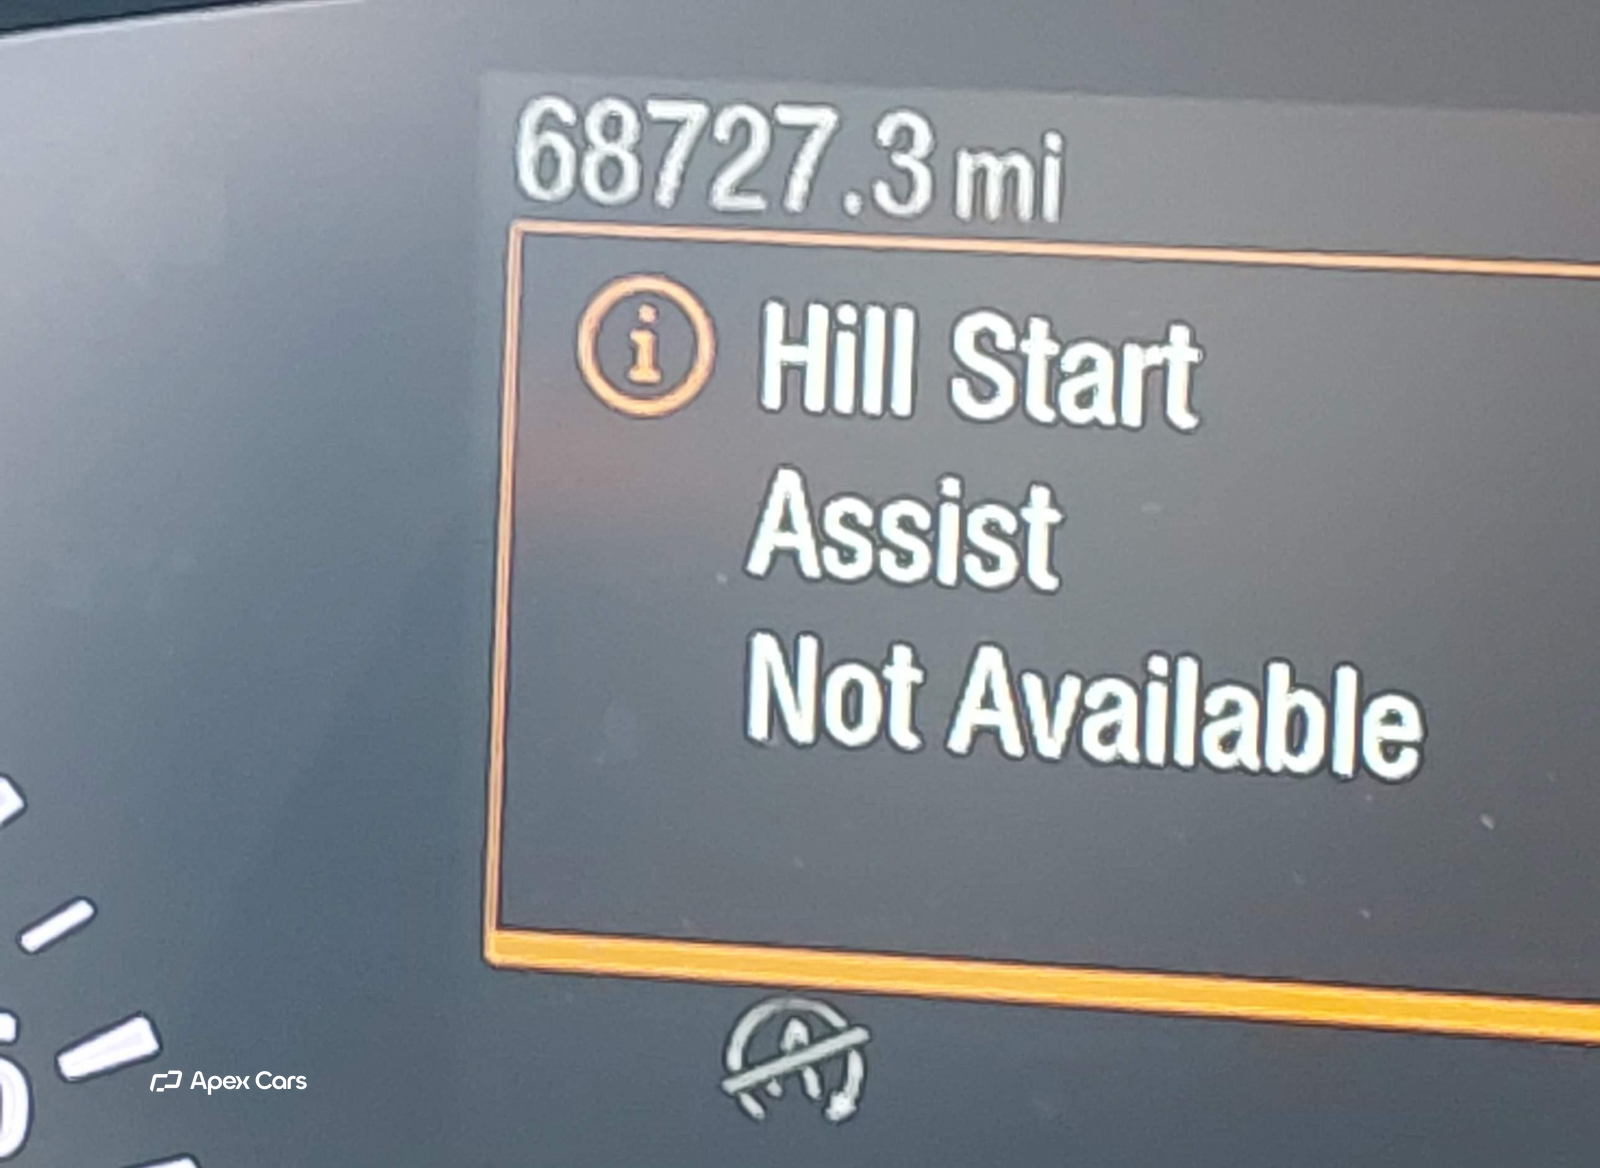 68727.3 mi
i Hill Start
Assist
Not Available
A
Apex Cars